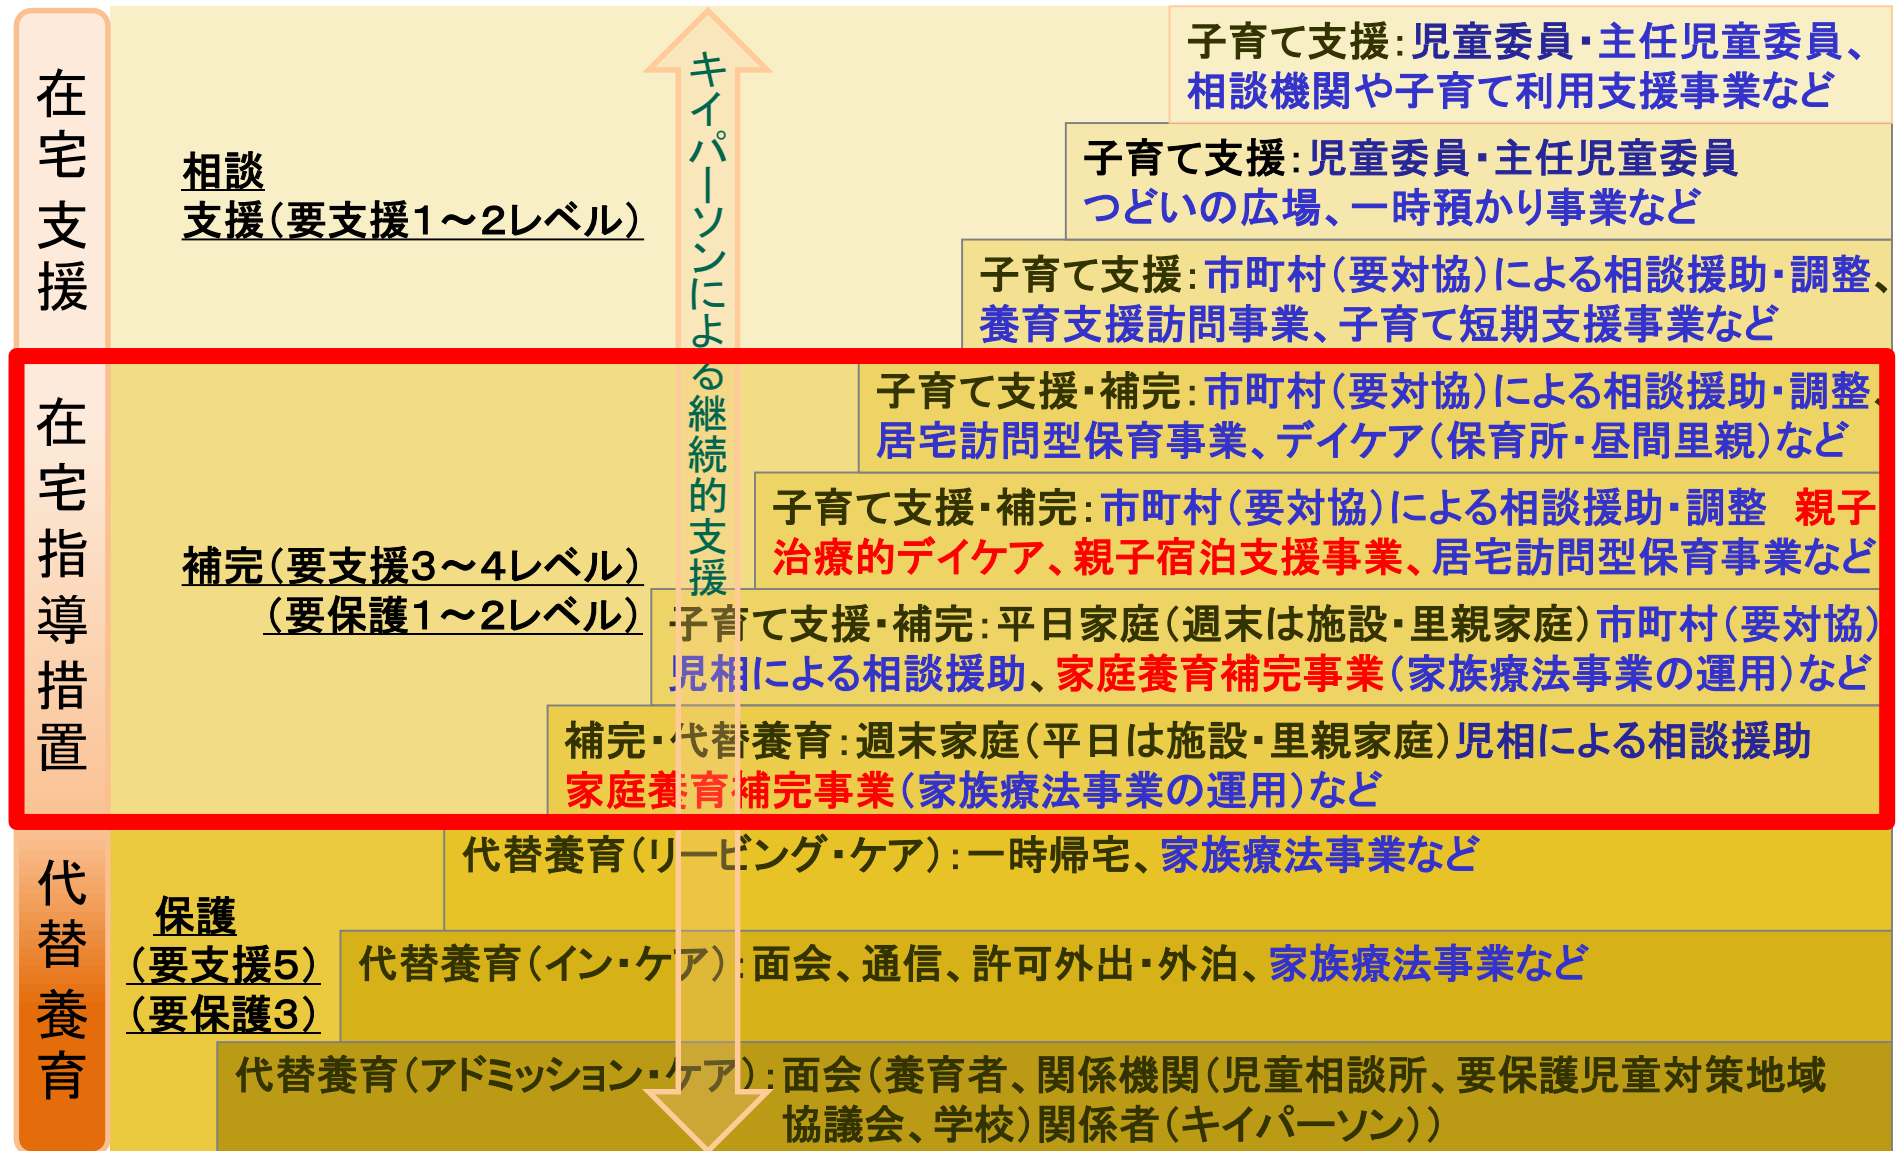 在宅支援
相談
支援(要支援1～2レベル)
キイパーソンによる継続的支援
子育て支援:児童委員・主任児童委員、
相談機関や子育て利用支援事業など
子育て支援:児童委員・主任児童委員
つどいの広場、一時預かり事業など
子育て支援:市町村(要対協)による相談援助・調整、
養育支援訪問事業、子育て短期支援事業など
在宅指導措置
補完(要支援3～4レベル)
(要保護1～2レベル)
子育て支援・補完:市町村(要対協)による相談援助・調整、
居宅訪問型保育事業、デイケア(保育所・昼間里親)など
子育て支援・補完:市町村(要対協)による相談援助・調整　親子
治療的デイケア、親子宿泊支援事業、居宅訪問型保育事業など
子育て支援・補完:平日家庭(週末は施設・里親家庭)市町村(要対協)
児相による相談援助、家庭養育補完事業(家族療法事業の運用)など
補完・代替養育:週末家庭(平日は施設・里親家庭)児相による相談援助
家庭養育補完事業(家族療法事業の運用)など
代替養育
保護
(要支援5)
(要保護3)
代替養育(リービング・ケア):一時帰宅、家族療法事業など
代替養育(イン・ケア):面会、通信、許可外出・外泊、家族療法事業など
代替養育(アドミッション・ケア):面会(養育者、関係機関(児童相談所、要保護児童対策地域
協議会、学校)関係者(キイパーソン))